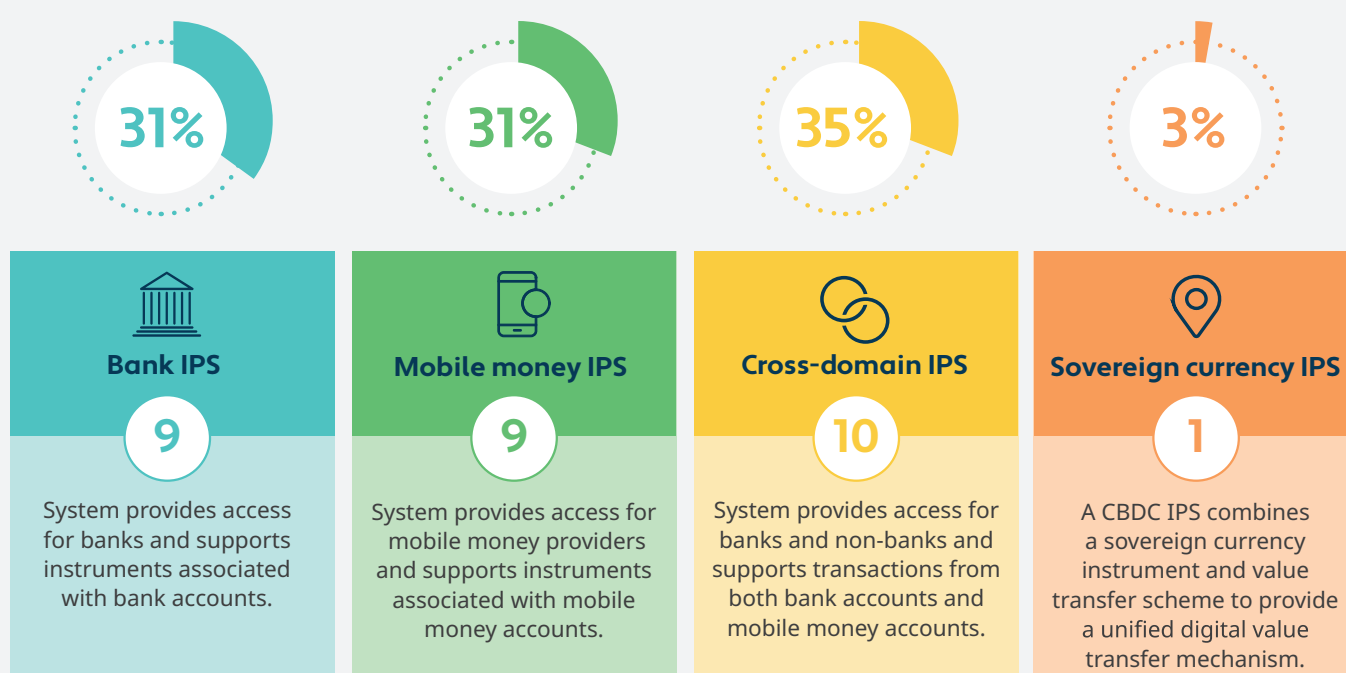 31%
31%
35%
3%
Bank IPS
9
System provides access
for banks and supports
instruments associated
with bank accounts.
Mobile money IPS
9
System provides access for
mobile money providers
and supports instruments
associated with mobile
money accounts.
Cross-domain IPS
10
System provides access for
banks and non-banks and
supports transactions from
both bank accounts and
mobile money accounts.
Sovereign currency IPS
1
A CBDC IPS combines
a sovereign currency
instrument and value
transfer scheme to provide
a unified digital value
transfer mechanism.